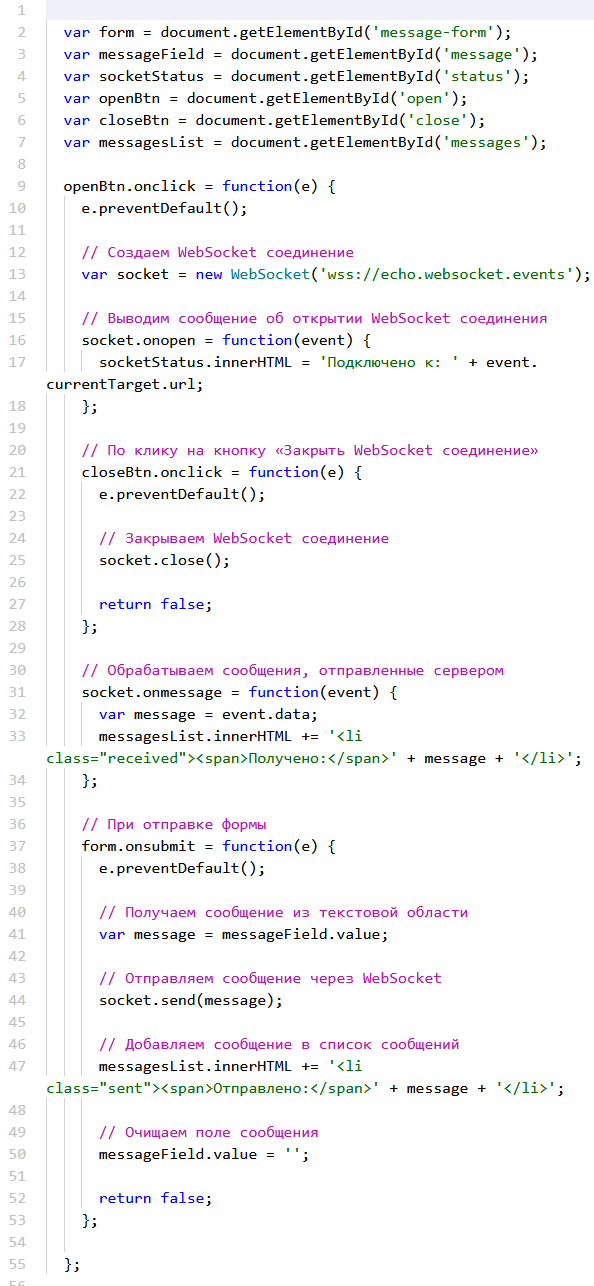 1
2 var form = document.getElementById('message-form');
3 var messageField = document.getElementById('message');
4 var socketStatus = document.getElementById('status');
5 var openBtn = document.getElementById('open');
6 var closeBtn = document.getElementById('close');
7 var messagesList = document.getElementById('messages');
8
9 openBtn.onclick = function(e) {
10 e.preventDefault();
11
12 // Создаем WebSocket соединение
13 var socket = new WebSocket('wss://echo.websocket.events');
14
15 // Выводим сообщение об открытии WebSocket соединения
16 socket.onopen = function(event) {
17 socketStatus.innerHTML = 'Подключено к: ' + event.
currentTarget.url;
18 };
19
20 // По клику на кнопку «Закрыть WebSocket соединение»
21 closeBtn.onclick = function(e) {
22 e.preventDefault();
23
24 // Закрываем WebSocket соединение
25 socket.close();
26
27 return false;
28 };
29
30 // Обрабатываем сообщения, отправленные сервером
31 socket.onmessage = function(event) {
32 var message = event.data;
33 messagesList.innerHTML += '<li
class="received"><span>Получено:</span>' + message + '</li>';
34 };
35
36 // При отправке формы
37 form.onsubmit = function(e) {
38 e.preventDefault();
39
40 // Получаем сообщение из текстовой области
41 var message = messageField.value;
42
43 // Отправляем сообщение через WebSocket
44 socket.send(message);
45
46 // Добавляем сообщение в список сообщений
47 messagesList.innerHTML += '<li
class="sent"><span>Отправлено:</span>' + message + '</li>';
48
49 // Очищаем поле сообщения
50 messageField.value = '';
51
52 return false;
53 };
54
55 };
56